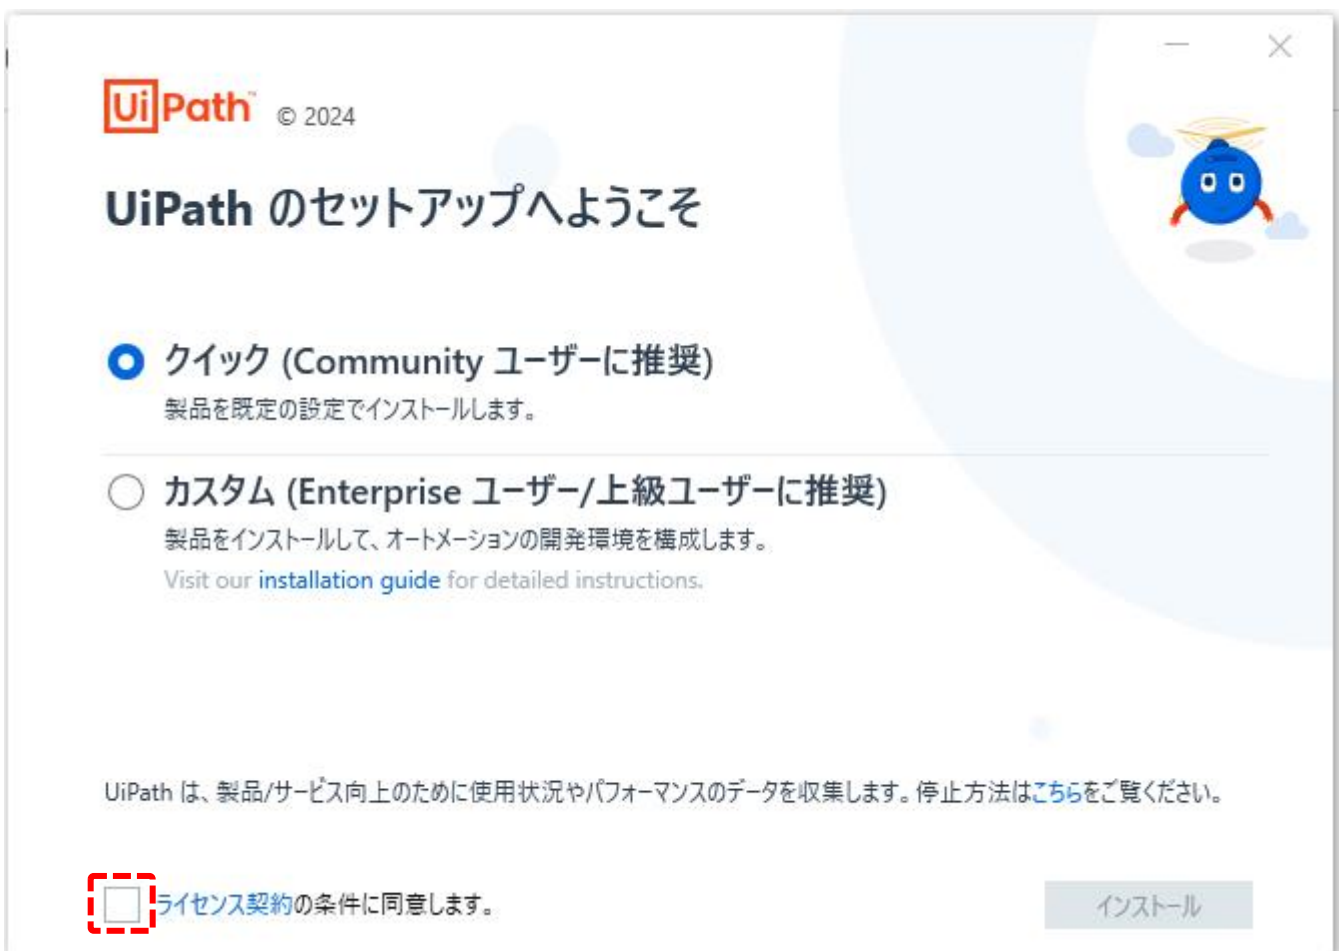 UiPath™ © 2024
UiPath のセットアップへようこそ
クイック (Community ユーザーに推奨)
製品を既定の設定でインストールします。
カスタム (Enterprise ユーザー/上級ユーザーに推奨)
製品をインストールして、オートメーションの開発環境を構成します。
Visit our installation guide for detailed instructions.
UiPath は、製品/サービス向上のために使用状況やパフォーマンスのデータを収集します。停止方法はこちらをご覧ください。
ライセンス契約の条件に同意します。
インストール